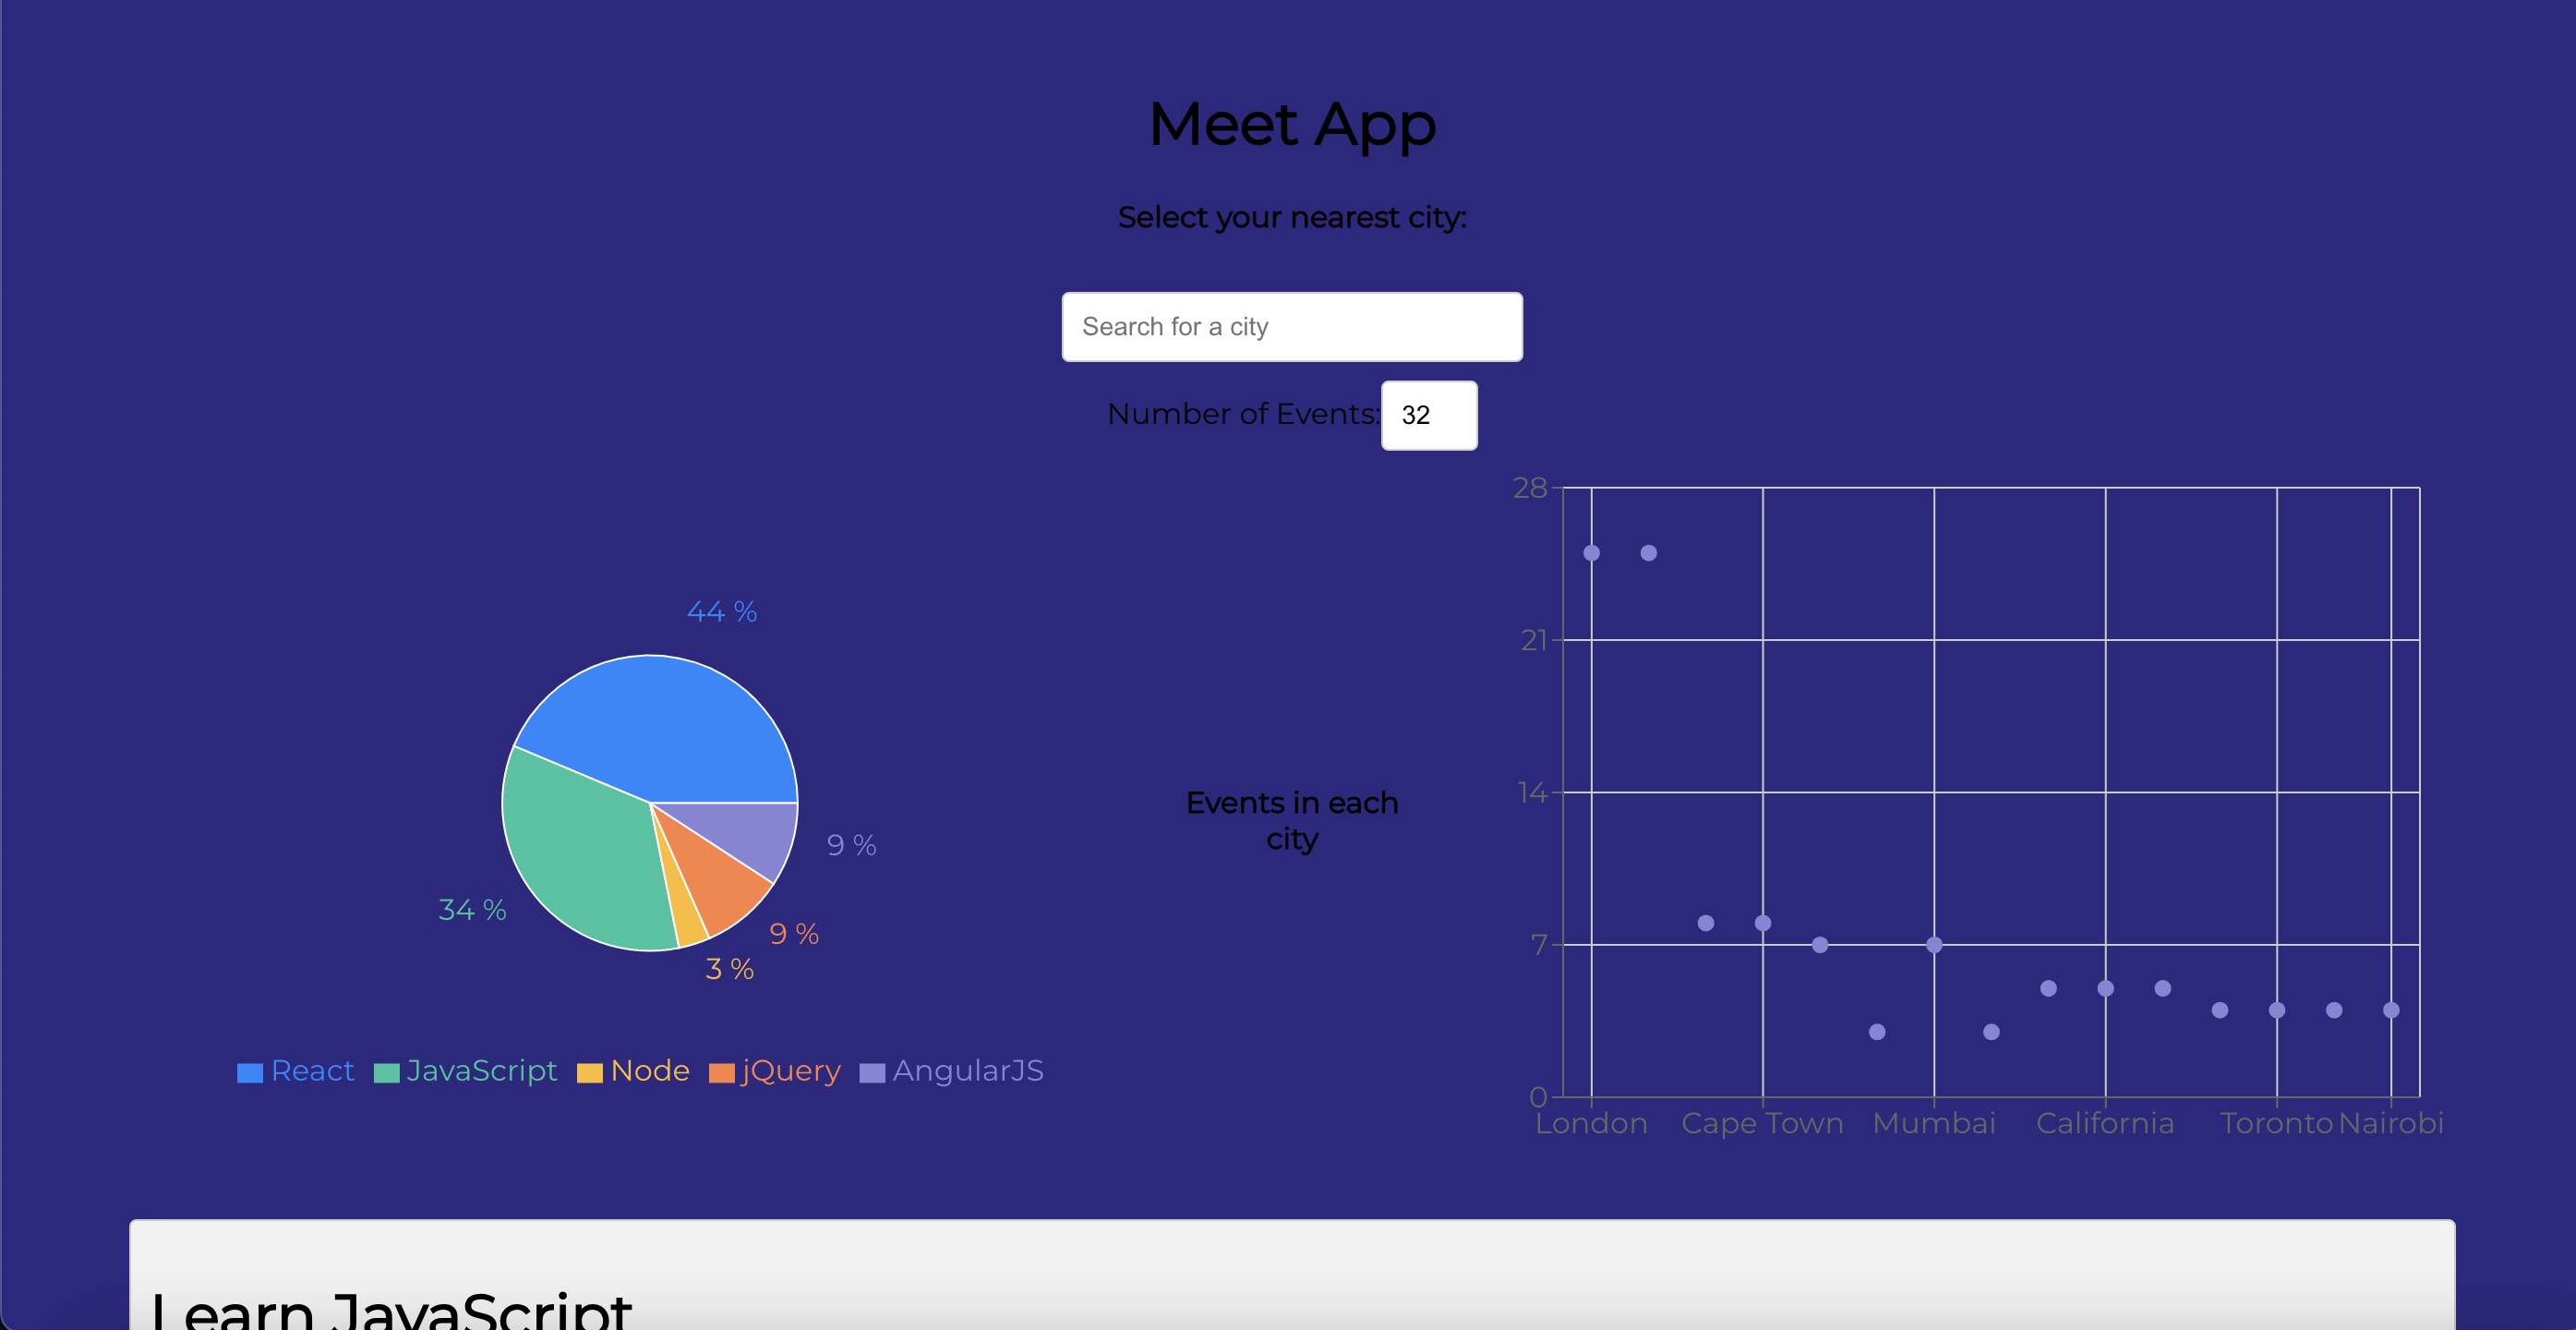 Meet App
Select your nearest city:
Search for a city
Number of Events: 32
44 %
9 %
34 %
9 %
3 %
React JavaScript Node jQuery AngularJS
Events in each
city
28
21
14
7
0
London Cape Town Mumbai California Toronto Nairobi
Learn JavaScript